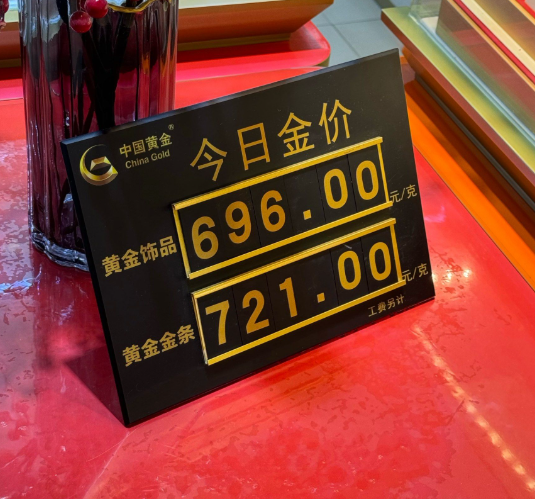 中国黄金®
China Gold
今日金价
黄金饰品 696.00 元/克
黄金金条 721.00 元/克
工费另计